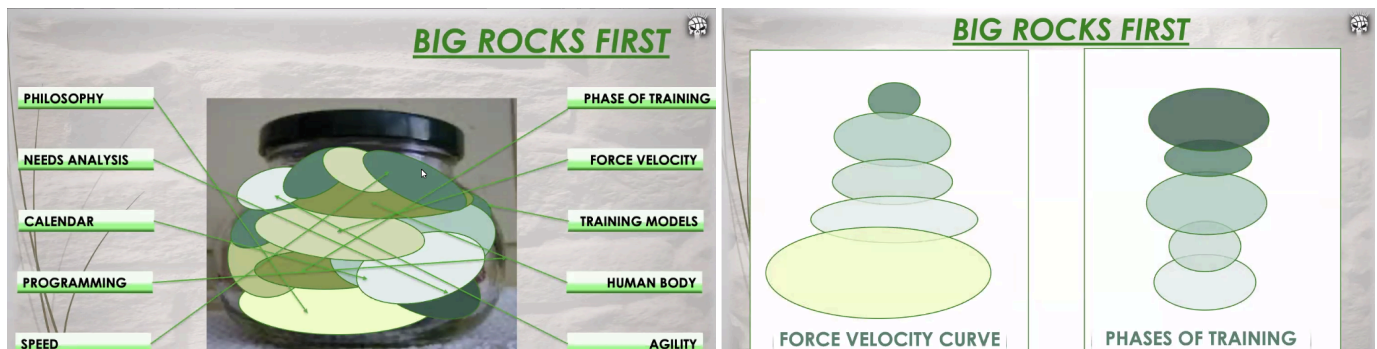 BIG ROCKS FIRST
PHILOSOPHY
NEEDS ANALYSIS
CALENDAR
PROGRAMMING
SPEED
PHASE OF TRAINING
FORCE VELOCITY
TRAINING MODELS
HUMAN BODY
AGILITY
BIG ROCKS FIRST
FORCE VELOCITY CURVE
PHASES OF TRAINING